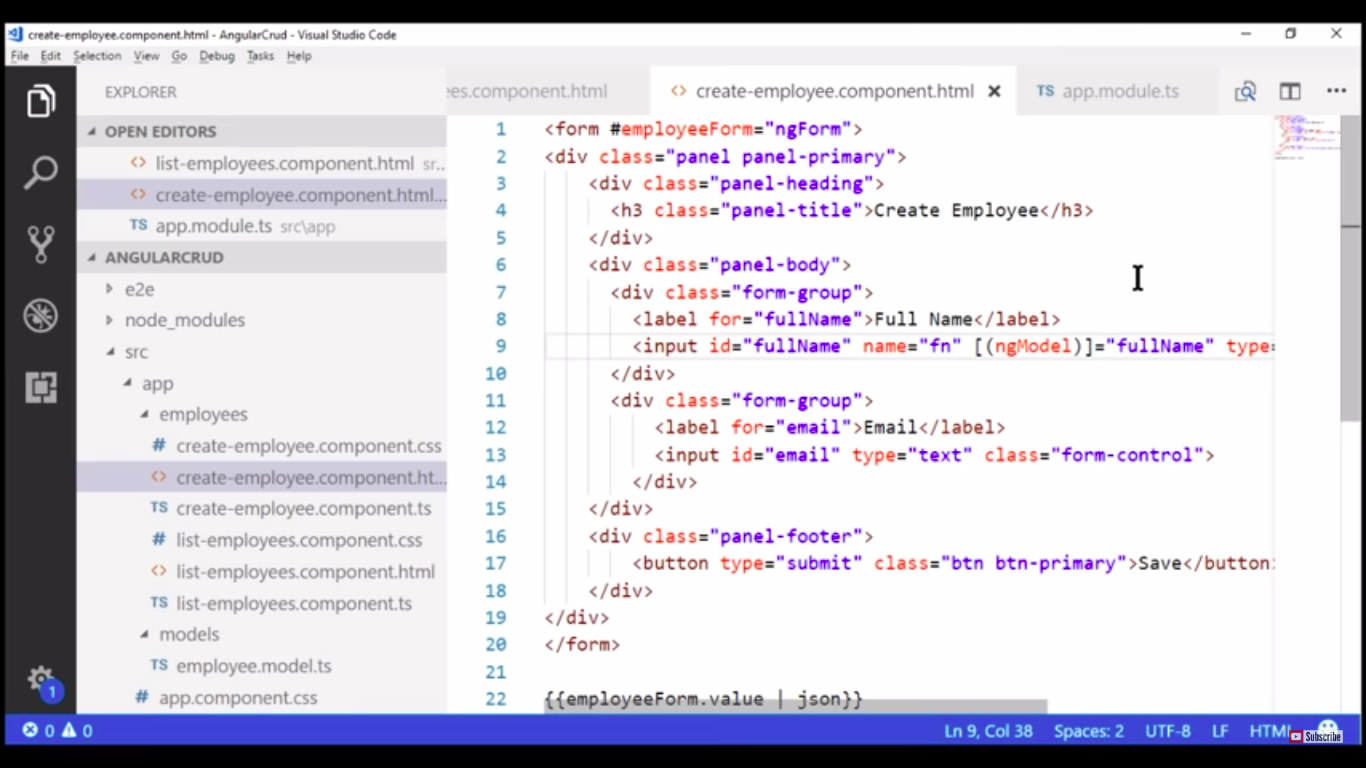 create-employee.component.html - AngularCrud - Visual Studio Code
File Edit Selection View Go Debug Tasks Help
EXPLORER
OPEN EDITORS
list-employees.component.html sr...
create-employee.component.html...
TS app.module.ts src\app
ANGULARCRUD
e2e
node_modules
src
app
employees
# create-employee.component.css
<> create-employee.component.ht...
TS create-employee.component.ts
# list-employees.component.css
<> list-employees.component.html
TS list-employees.component.ts
models
TS employee.model.ts
# app.component.css
1
ees.component.html <> create-employee.component.html TS app.module.ts
1 <form #employeeForm="ngForm">
2 <div class="panel panel-primary">
3 <div class="panel-heading">
4 <h3 class="panel-title">Create Employee</h3>
5 </div>
6 <div class="panel-body">
7 <div class="form-group">
8 <label for="fullName">Full Name</label>
9 <input id="fullName" name="fn" [(ngModel)]="fullName" type=
10 </div>
11 <div class="form-group">
12 <label for="email">Email</label>
13 <input id="email" type="text" class="form-control">
14 </div>
15 </div>
16 <div class="panel-footer">
17 <button type="submit" class="btn btn-primary">Save</button>
18 </div>
19 </div>
20 </form>
21
22 {{employeeForm.value | json}}
0 0 Ln 9, Col 38 Spaces: 2 UTF-8 LF HTML
Subscribe